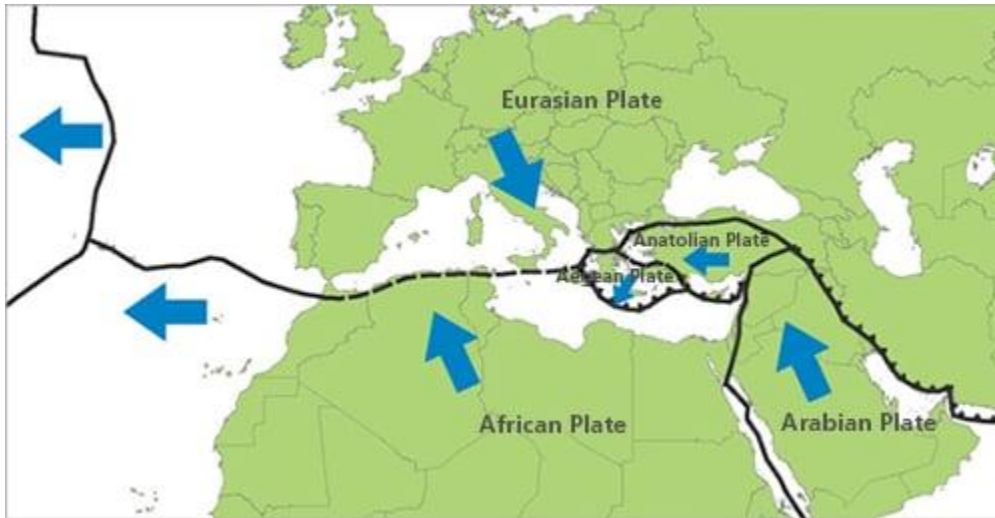 Eurasian Plate
Anatolian Plate
Aegean Plate
African Plate
Arabian Plate